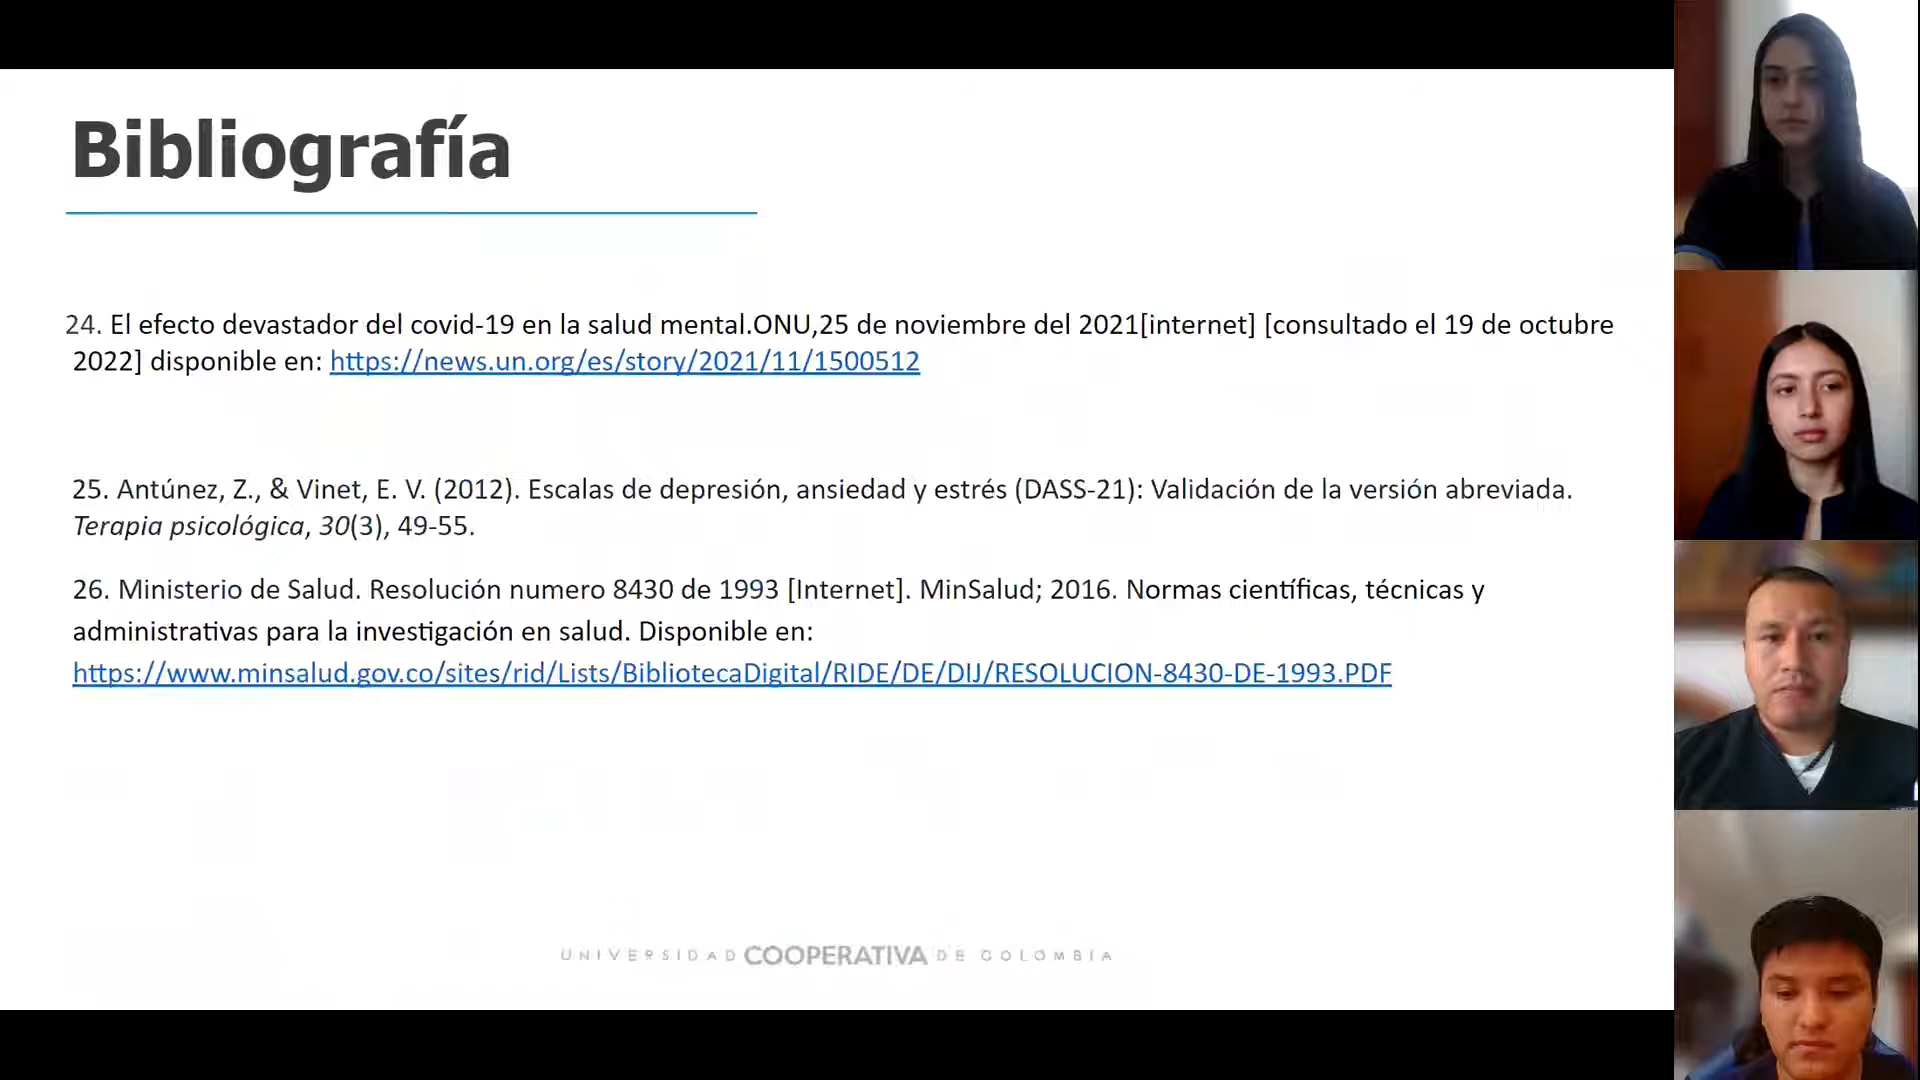 Bibliografía
24. El efecto devastador del covid-19 en la salud mental.ONU,25 de noviembre del 2021[internet] [consultado el 19 de octubre
2022] disponible en: https://news.un.org/es/story/2021/11/1500512
25. Antúnez, Z., & Vinet, E. V. (2012). Escalas de depresión, ansiedad y estrés (DASS-21): Validación de la versión abreviada.
Terapia psicológica, 30(3), 49-55.
26. Ministerio de Salud. Resolución numero 8430 de 1993 [Internet]. MinSalud; 2016. Normas científicas, técnicas y
administrativas para la investigación en salud. Disponible en:
https://www.minsalud.gov.co/sites/rid/Lists/BibliotecaDigital/RIDE/DE/DIJ/RESOLUCION-8430-DE-1993.PDF
UNIVERSIDAD COOPERATIVA DE COLOMBIA